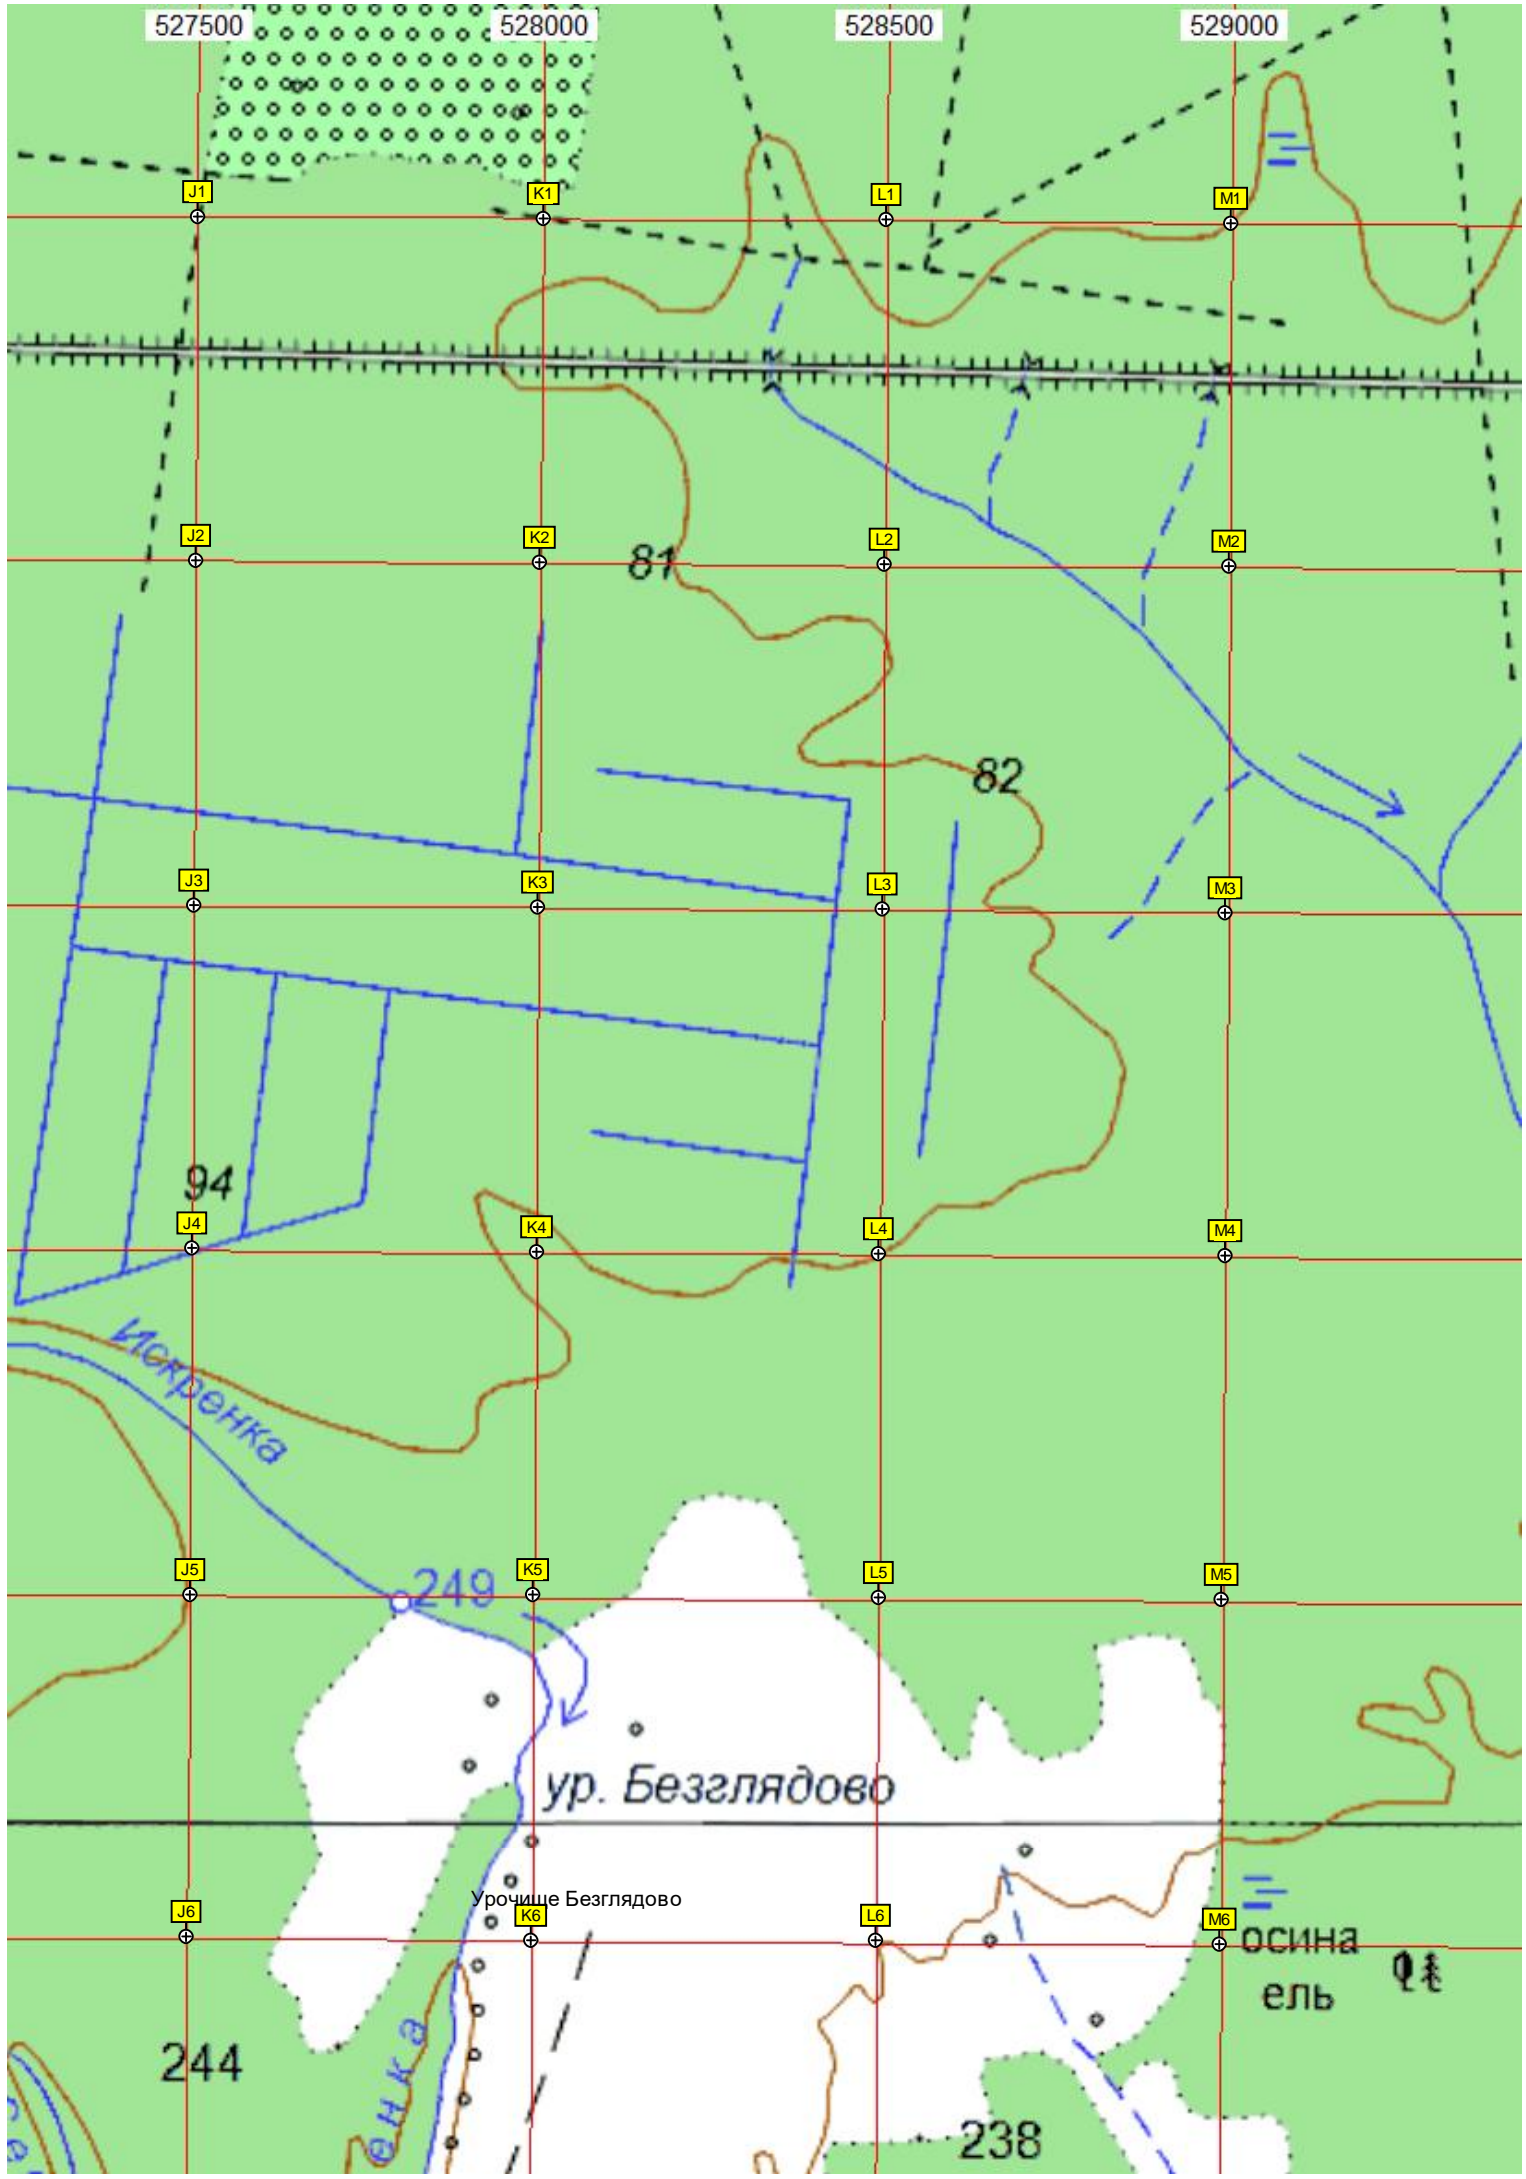 527500 528000 528500 529000
J1 K1 L1 M1
J2 K2 L2 M2
81
82
J3 K3 L3 M3
94
J4 K4 L4 M4
Искренка
J5 K5 L5 M5
249
ур. Безглядово
Урочище Безглядово
J6 K6 L6 M6
осина
ель
244
енка
238